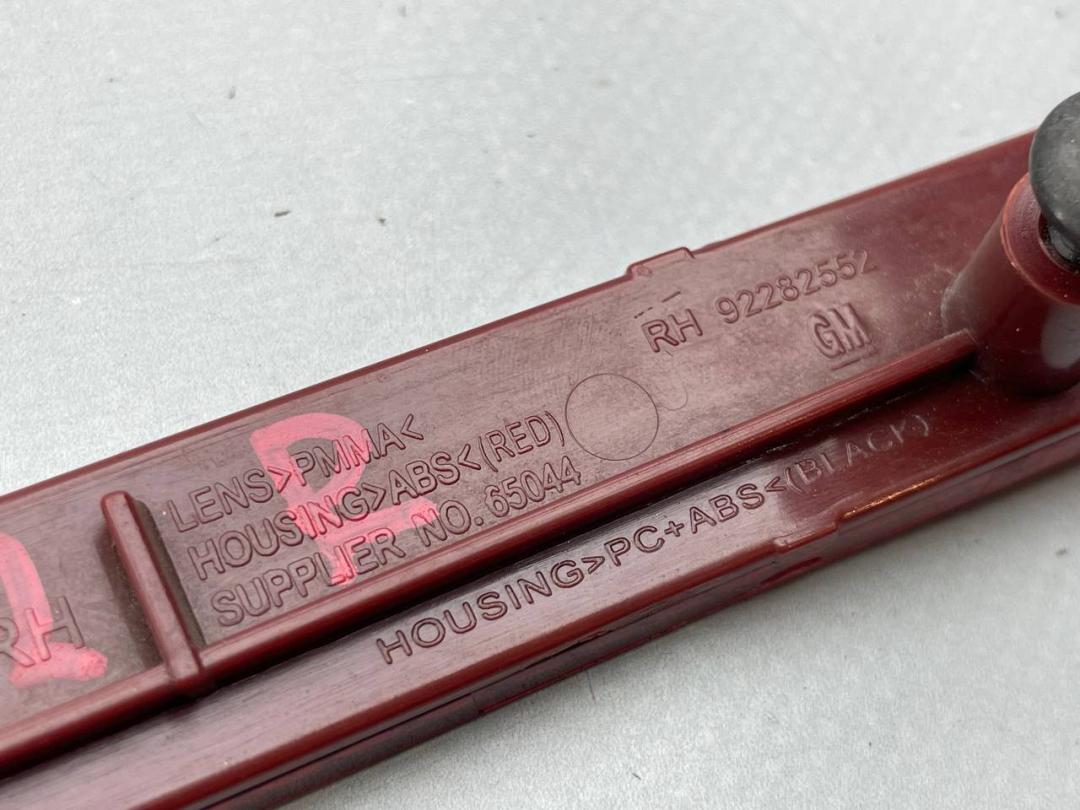 RH 92282552
GM
LENS>PMMA<
HOUSING>ABS<(RED)
SUPPLIER NO. 65044
HOUSING>PC+ABS<(BLACK)
RH
R